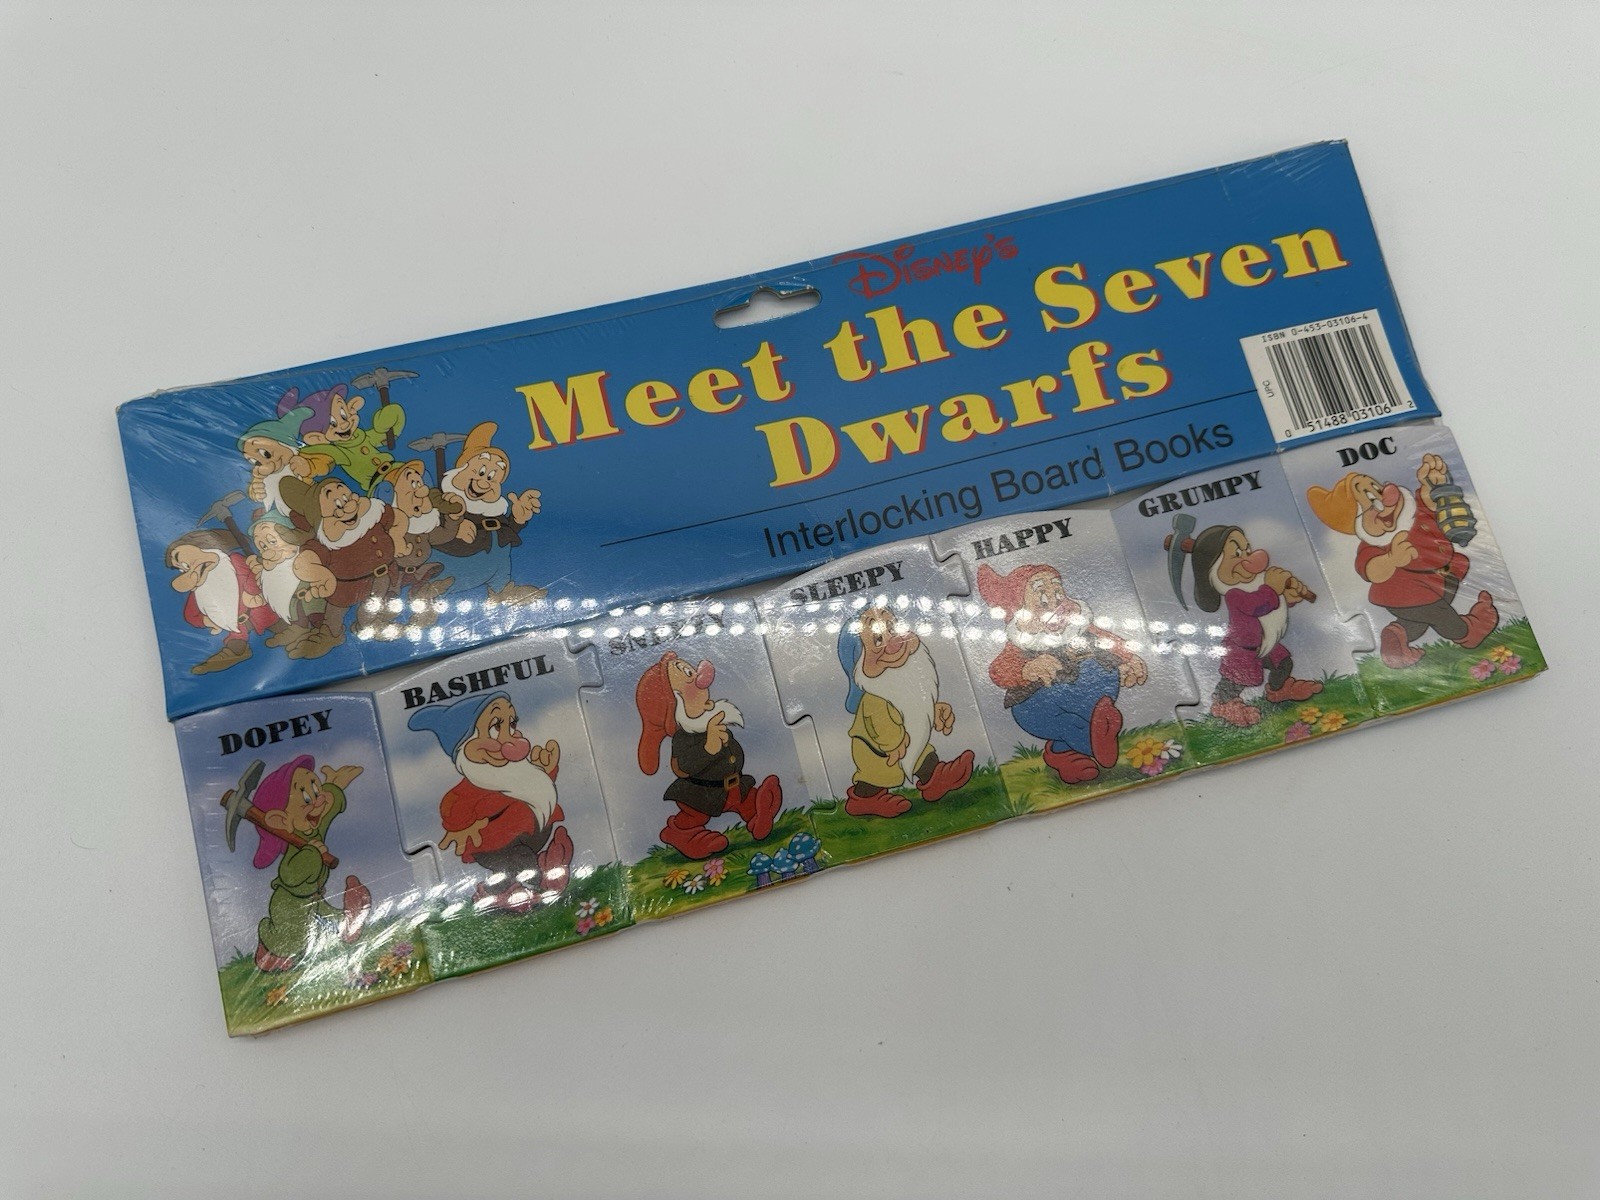 Disney's
Meet the Seven
Dwarfs
Interlocking Board Books
ISBN 0-453-03106-4
UPC
0 51488 03106 2
DOPEY
BASHFUL
SNEEZY
SLEEPY
HAPPY
GRUMPY
DOC